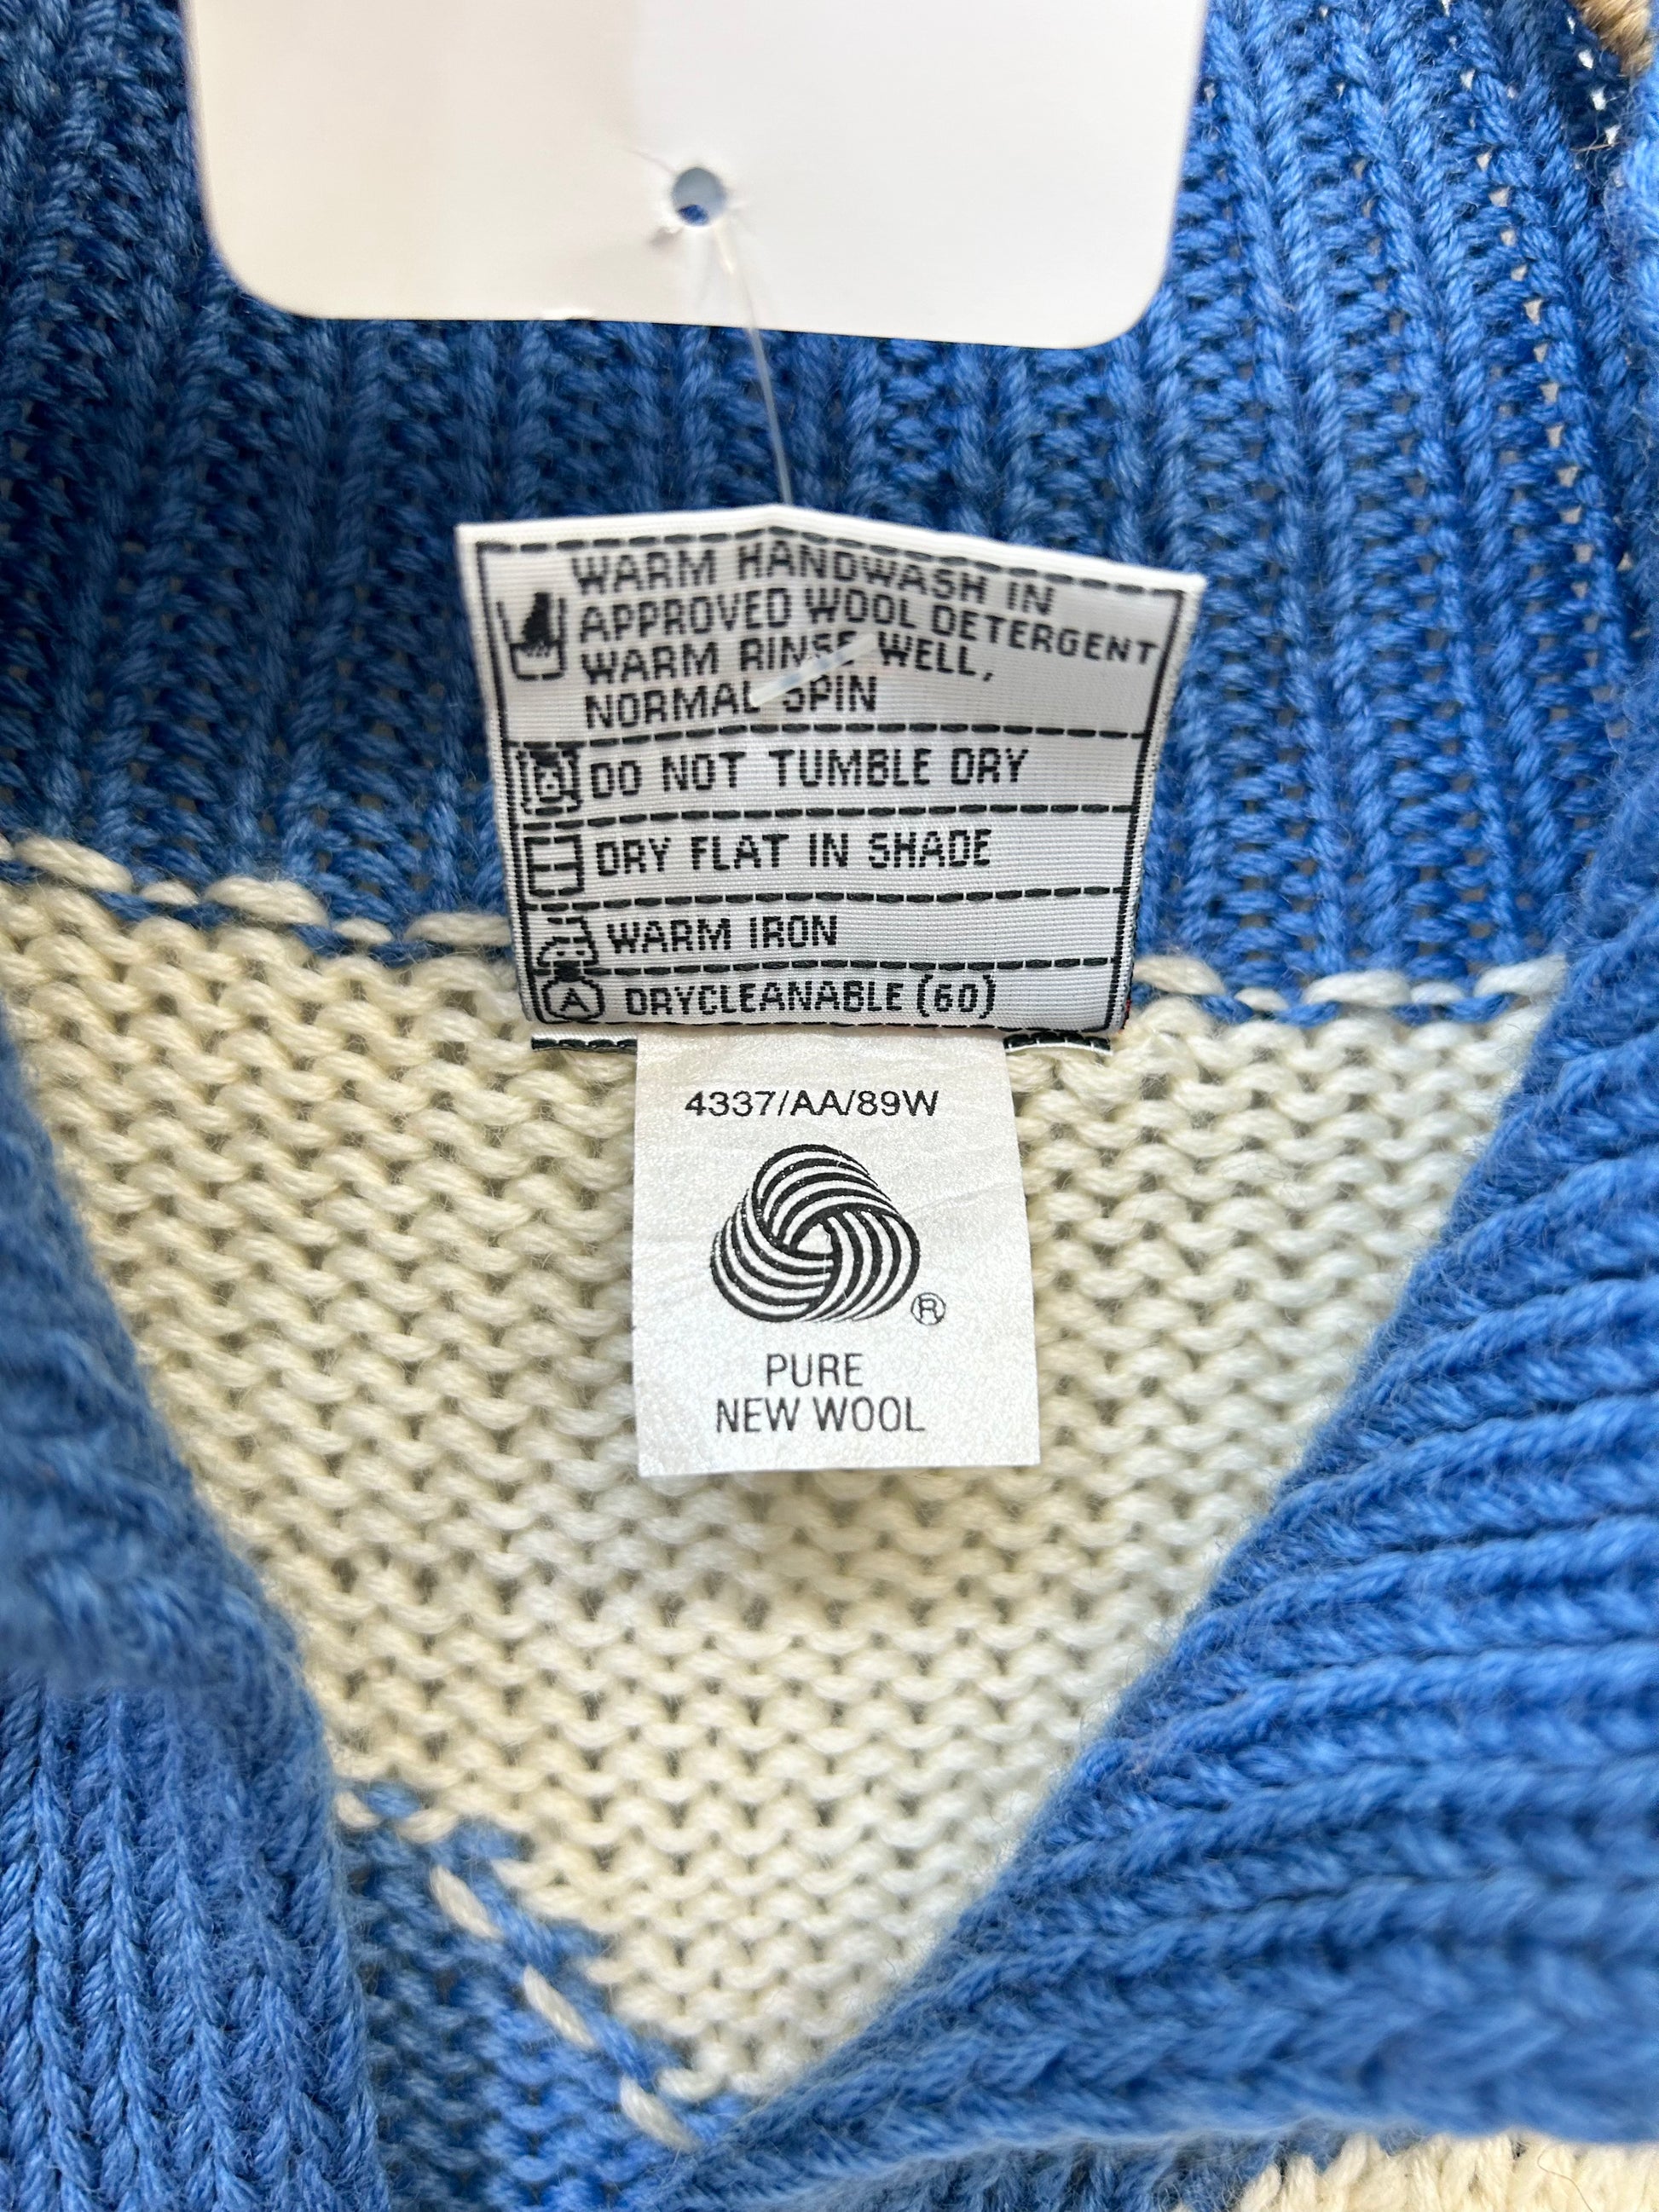 WARM HANDWASH IN
APPROVED WOOL DETERGENT
WARM RINSE WELL,
NORMAL SPIN
DO NOT TUMBLE DRY
DRY FLAT IN SHADE
WARM IRON
A DRYCLEANABLE (60)
4337/AA/89W
®
PURE
NEW WOOL